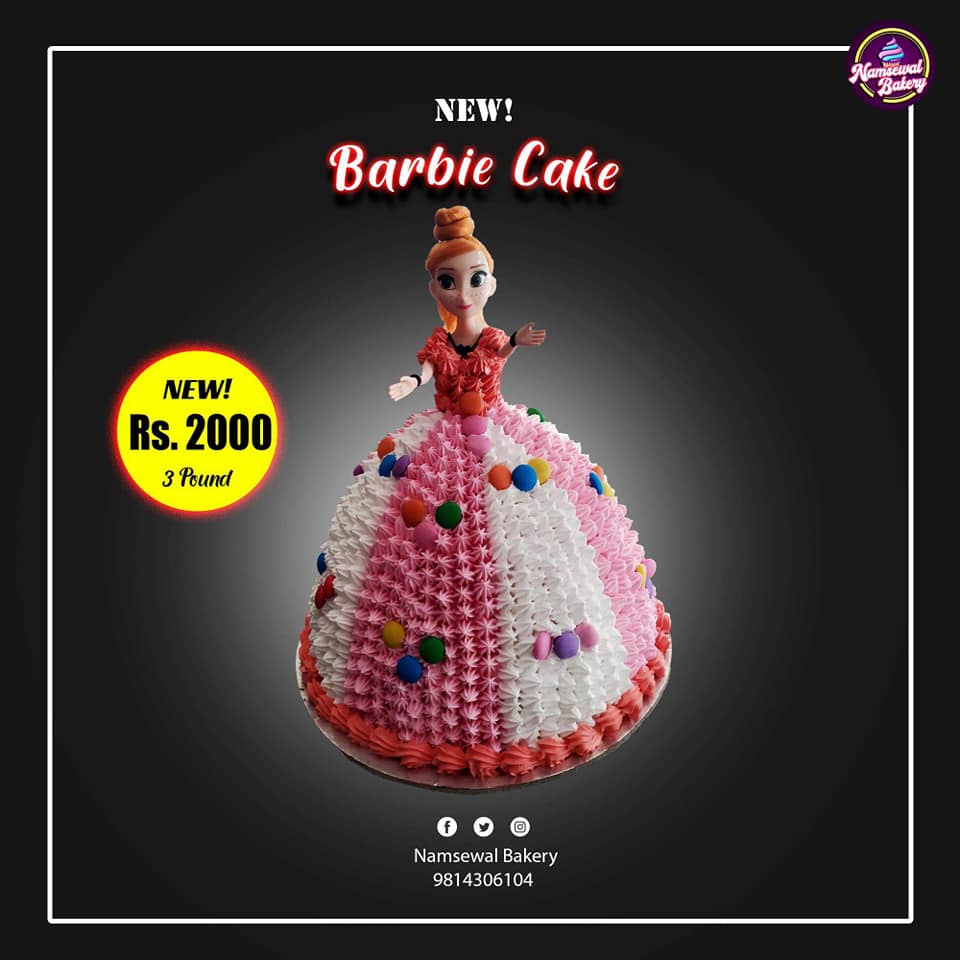 Namsewal
Bakery
NEW!
Barbie Cake
NEW!
Rs. 2000
3 Pound
Namsewal Bakery
9814306104